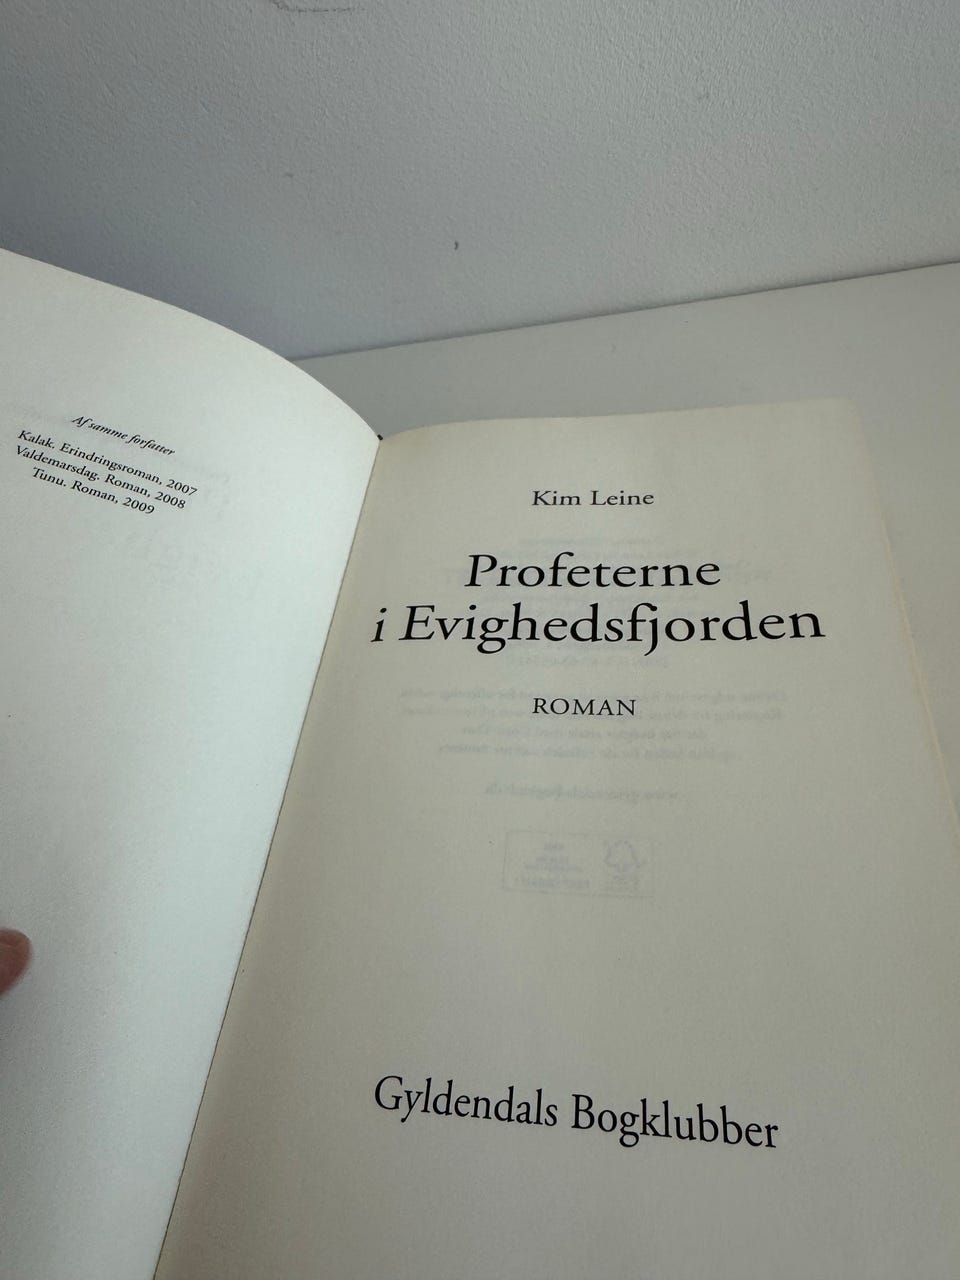 Af samme forfatter
Kalak. Erindringsroman, 2007
Valdemarsdag. Roman, 2008
Tunu. Roman, 2009
Kim Leine
Profeterne
i Evighedsfjorden
ROMAN
Gyldendals Bogklubber